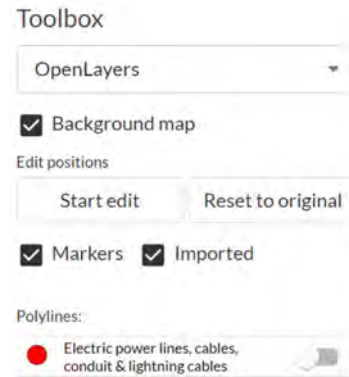 Toolbox
OpenLayers
Background map
Edit positions
Start edit Reset to original
Markers Imported
Polylines:
Electric power lines, cables,
conduit & lightning cables